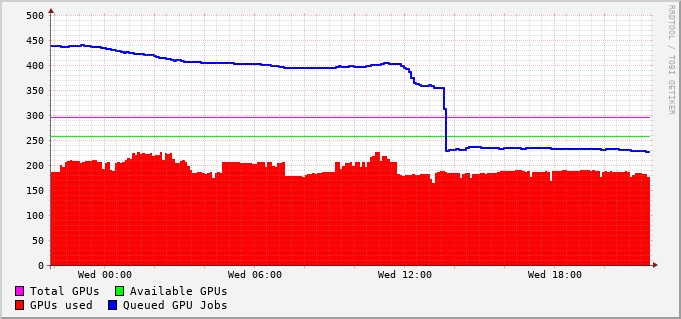 500
450
400
350
300
250
200
150
100
50
0
Wed 00:00 Wed 06:00 Wed 12:00 Wed 18:00
Total GPUs Available GPUs
GPUs used Queued GPU Jobs
RRDTOOL / TOBI OETIKER